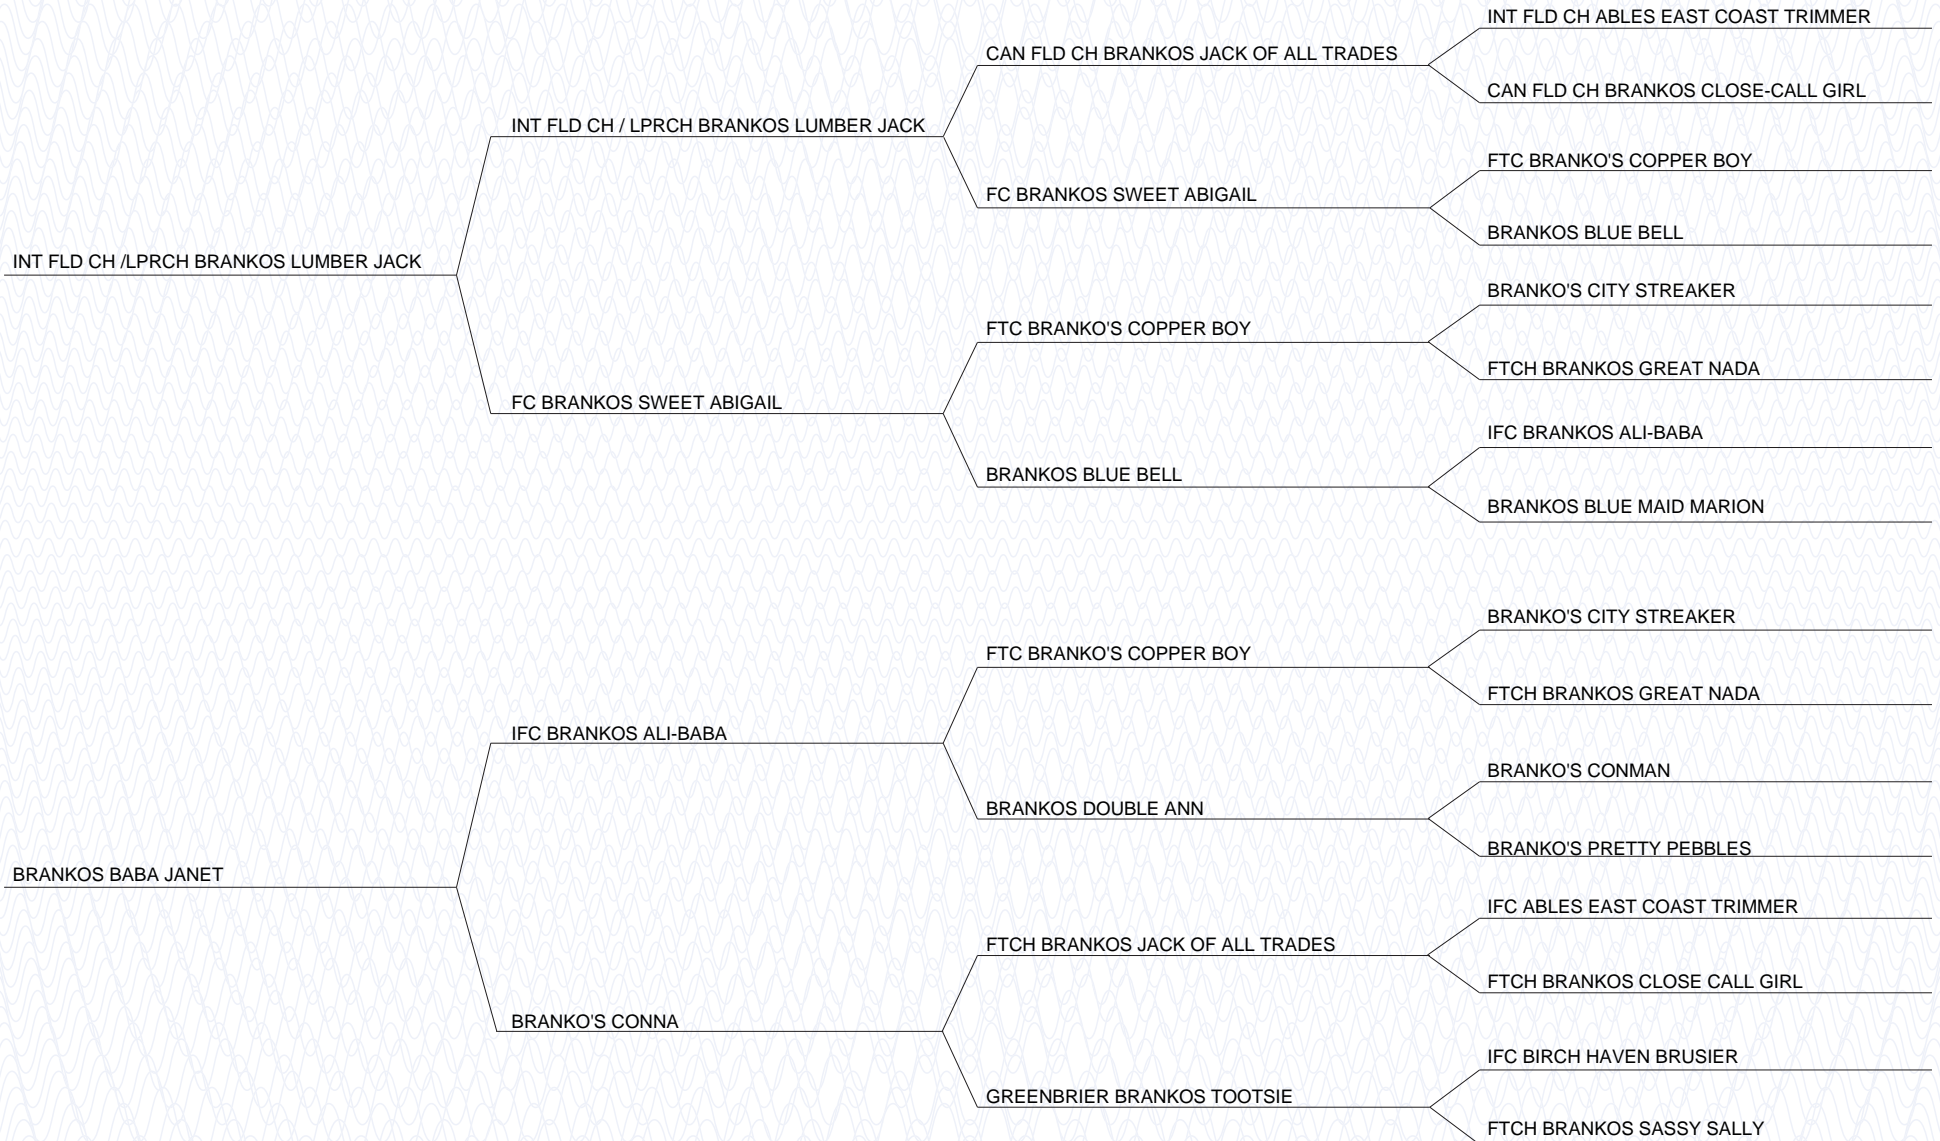 INT FLD CH ABLES EAST COAST TRIMMER
CAN FLD CH BRANKOS JACK OF ALL TRADES
CAN FLD CH BRANKOS CLOSE-CALL GIRL
INT FLD CH / LPRCH BRANKOS LUMBER JACK
FTC BRANKO'S COPPER BOY
FC BRANKOS SWEET ABIGAIL
BRANKOS BLUE BELL
INT FLD CH /LPRCH BRANKOS LUMBER JACK
BRANKO'S CITY STREAKER
FTC BRANKO'S COPPER BOY
FTCH BRANKOS GREAT NADA
FC BRANKOS SWEET ABIGAIL
IFC BRANKOS ALI-BABA
BRANKOS BLUE BELL
BRANKOS BLUE MAID MARION
BRANKO'S CITY STREAKER
FTC BRANKO'S COPPER BOY
FTCH BRANKOS GREAT NADA
IFC BRANKOS ALI-BABA
BRANKO'S CONMAN
BRANKOS DOUBLE ANN
BRANKO'S PRETTY PEBBLES
BRANKOS BABA JANET
IFC ABLES EAST COAST TRIMMER
FTCH BRANKOS JACK OF ALL TRADES
FTCH BRANKOS CLOSE CALL GIRL
BRANKO'S CONNA
IFC BIRCH HAVEN BRUSIER
GREENBRIER BRANKOS TOOTSIE
FTCH BRANKOS SASSY SALLY